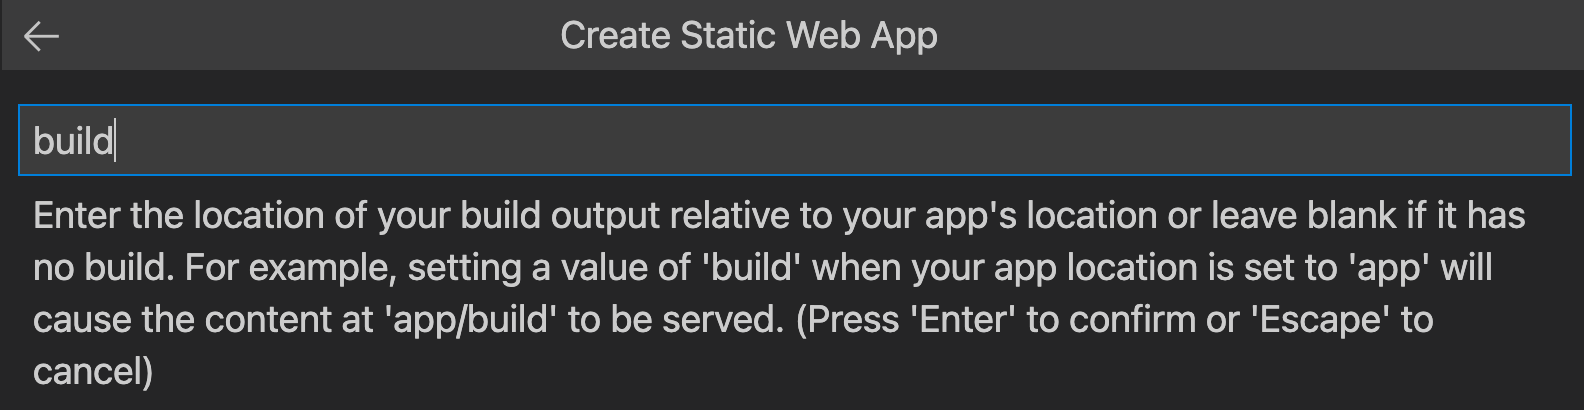 Create Static Web App
build
Enter the location of your build output relative to your app's location or leave blank if it has
no build. For example, setting a value of 'build' when your app location is set to 'app' will
cause the content at 'app/build' to be served. (Press 'Enter' to confirm or 'Escape' to
cancel)